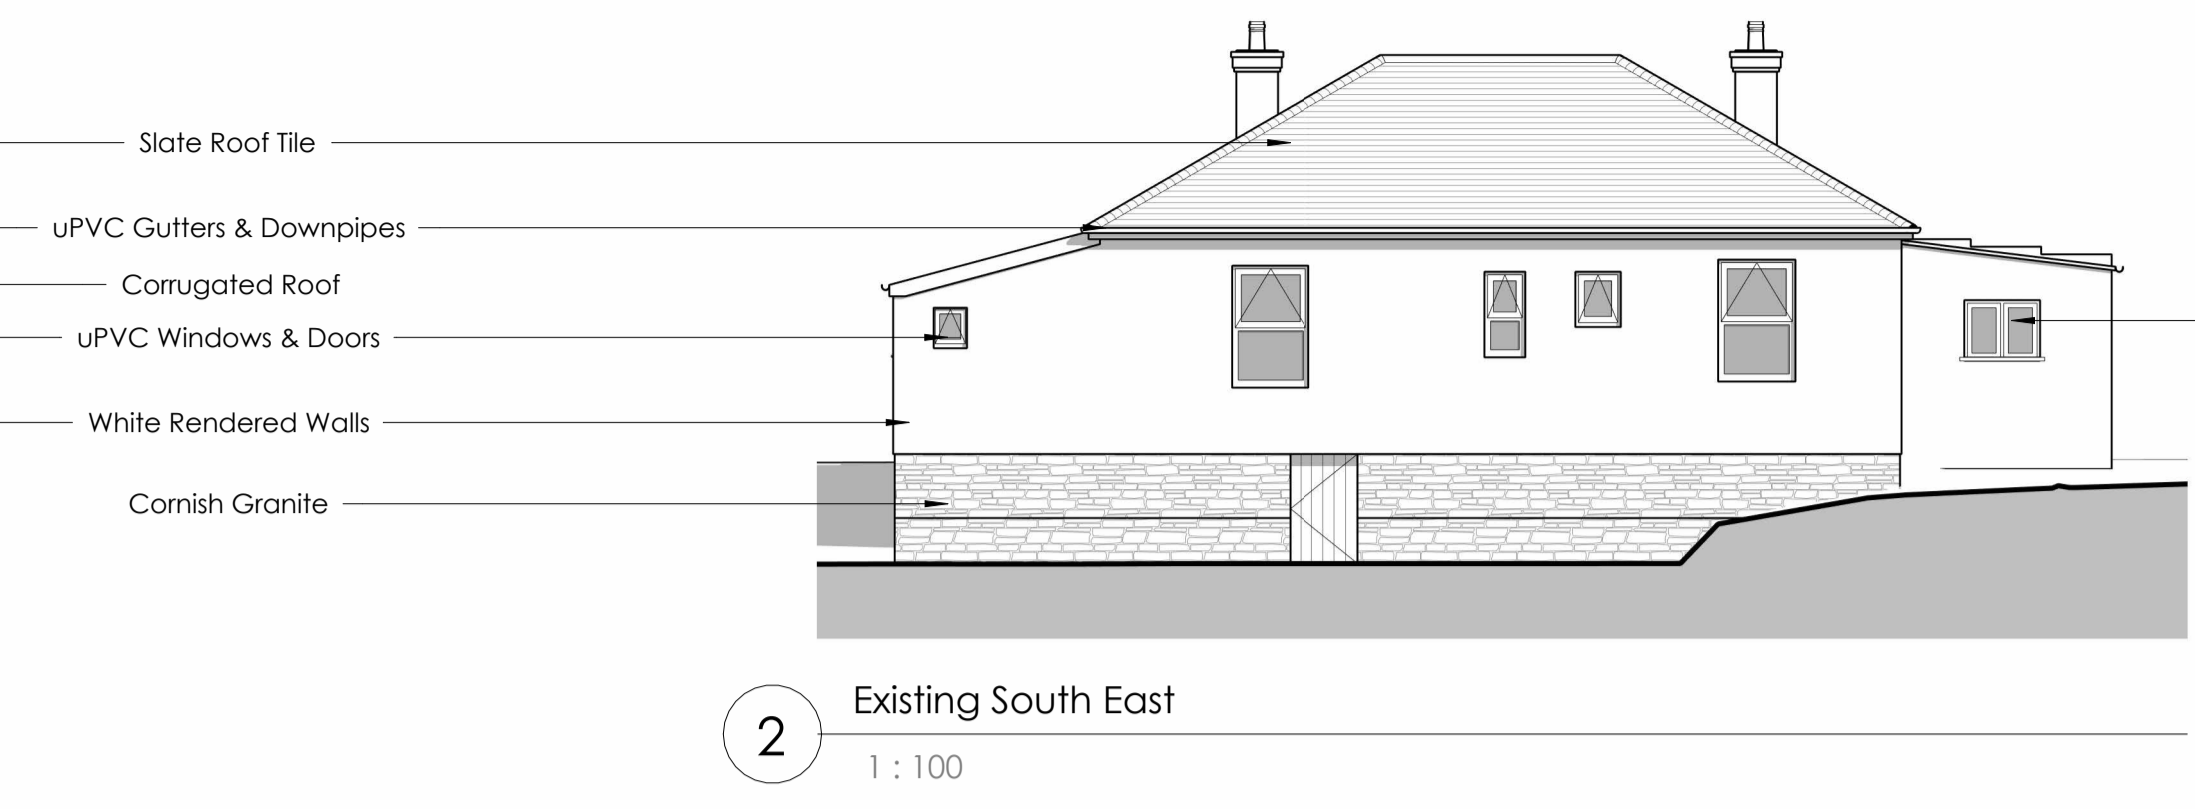 Slate Roof Tile
uPVC Gutters & Downpipes
Corrugated Roof
uPVC Windows & Doors
White Rendered Walls
Cornish Granite
2
Existing South East
1 : 100